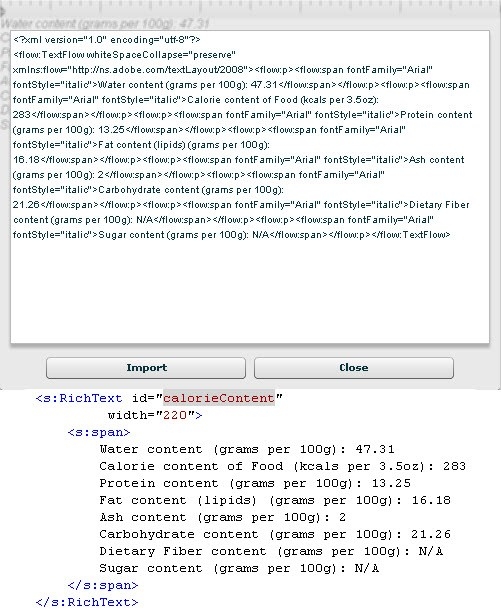 Water content (grams per 100g): 47.31
<?xml version="1.0" encoding="utf-8"?>
<flow:TextFlow whiteSpaceCollapse="preserve"
xmlns:flow="http://ns.adobe.com/textLayout/2008"><flow:p><flow:span fontFamily="Arial"
fontStyle="italic">Water content (grams per 100g): 47.31</flow:span></flow:p><flow:p><flow:span
fontFamily="Arial" fontStyle="italic">Calorie content of Food (kcals per 3.5oz):
283</flow:span></flow:p><flow:p><flow:span fontFamily="Arial" fontStyle="italic">Protein content
(grams per 100g): 13.25</flow:span></flow:p><flow:p><flow:span fontFamily="Arial"
fontStyle="italic">Fat content (lipids) (grams per 100g):
16.18</flow:span></flow:p><flow:p><flow:span fontFamily="Arial" fontStyle="italic">Ash content
(grams per 100g): 2</flow:span></flow:p><flow:p><flow:span fontFamily="Arial"
fontStyle="italic">Carbohydrate content (grams per 100g):
21.26</flow:span></flow:p><flow:p><flow:span fontFamily="Arial" fontStyle="italic">Dietary Fiber
content (grams per 100g): N/A</flow:span></flow:p><flow:p><flow:span fontFamily="Arial"
fontStyle="italic">Sugar content (grams per 100g): N/A</flow:span></flow:p></flow:TextFlow>
Import Close
<s:RichText id="calorieContent"
width="220">
<s:span>
Water content (grams per 100g): 47.31
Calorie content of Food (kcals per 3.5oz): 283
Protein content (grams per 100g): 13.25
Fat content (lipids) (grams per 100g): 16.18
Ash content (grams per 100g): 2
Carbohydrate content (grams per 100g): 21.26
Dietary Fiber content (grams per 100g): N/A
Sugar content (grams per 100g): N/A
</s:span>
</s:RichText>